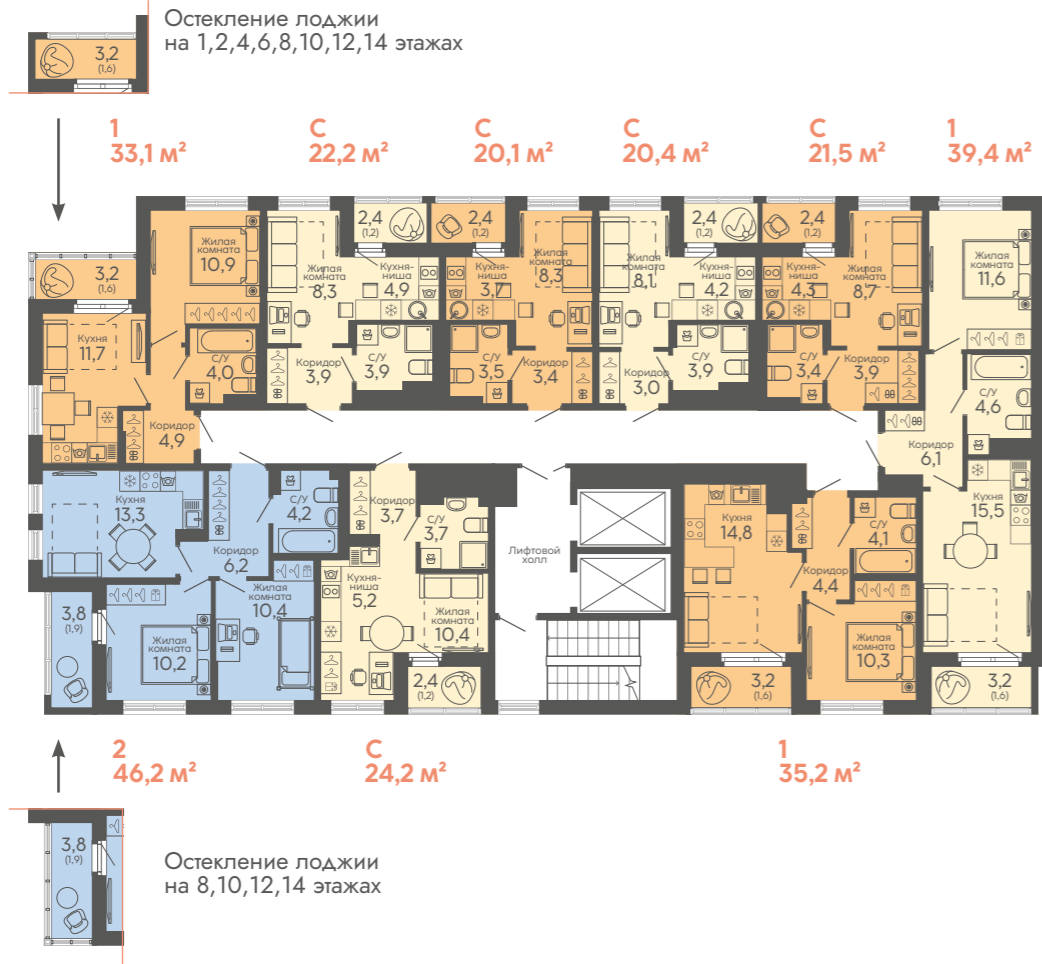 Остекление лоджии
на 1,2,4,6,8,10,12,14 этажах
3,2
(1,6)
1
33,1 м²
С
22,2 м²
С
20,1 м²
С
20,4 м²
С
21,5 м²
1
39,4 м²
3,2
(1,6)
Жилая
комната
10,9
Кухня
11,7
4,0
С/У
Коридор
4,9
2,4
(1,2)
Жилая
комната
8,3
Кухня-
ниша
4,9
Коридор
3,9
С/У
3,9
2,4
(1,2)
Кухня-
ниша
3,7
Жилая
комната
8,3
С/У
3,5
Коридор
3,4
2,4
(1,2)
Жилая
комната
8,1
Кухня-
ниша
4,2
Коридор
3,0
С/У
3,9
2,4
(1,2)
Кухня-
ниша
4,3
Жилая
комната
8,7
С/У
3,4
Коридор
3,9
Жилая
комната
11,6
С/У
4,6
Коридор
6,1
Кухня
15,5
3,2
(1,6)
Кухня
13,3
С/У
4,2
Коридор
6,2
3,8
(1,9)
Жилая
комната
10,2
Жилая
комната
10,4
Коридор
3,7
С/У
3,7
Кухня-
ниша
5,2
Жилая
комната
10,4
2,4
(1,2)
Лифтовой
холл
Кухня
14,8
С/У
4,1
Коридор
4,4
Жилая
комната
10,3
3,2
(1,6)
2
46,2 м²
С
24,2 м²
1
35,2 м²
3,8
(1,9)
Остекление лоджии
на 8,10,12,14 этажах